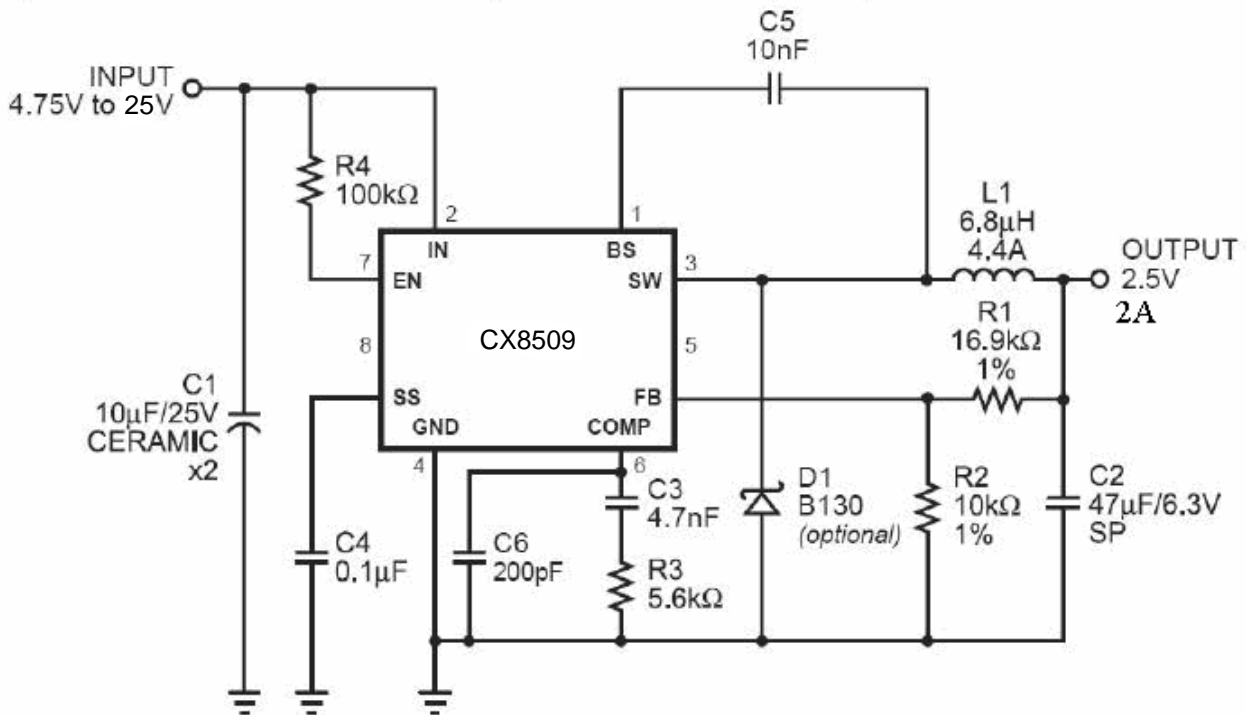 C5
10nF
INPUT
4.75V to 25V
R4
100kΩ
2
1
L1
6.8µH
4.4A
OUTPUT
2.5V
2A
IN
BS
7
EN
SW
3
R1
16.9kΩ
1%
CX8509
8
5
C1
10µF/25V
CERAMIC
x2
SS
FB
GND
COMP
4
6
C3
4.7nF
D1
B130
(optional)
R2
10kΩ
1%
C2
47µF/6.3V
SP
C4
0.1µF
C6
200pF
R3
5.6kΩ